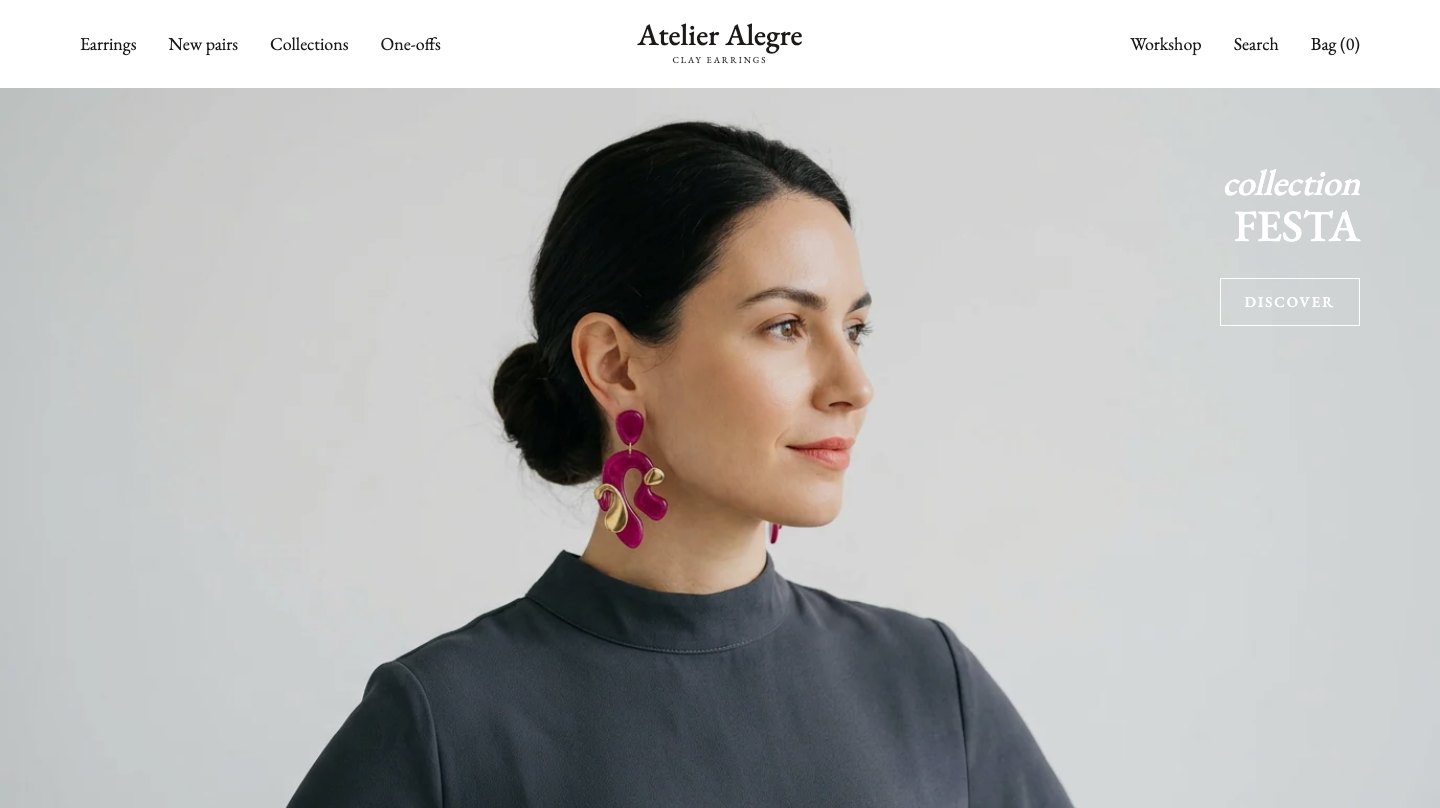 Earrings New pairs Collections One-offs
Atelier Alegre
CLAY EARRINGS
Workshop Search Bag (0)
collection
FESTA
DISCOVER